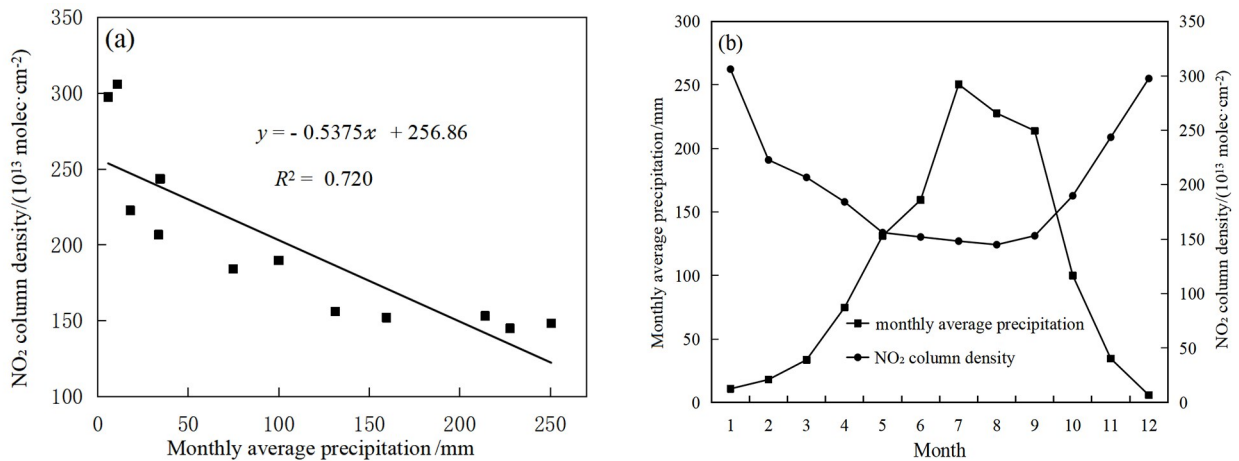 (a)
350
300
250
200
150
100
0
50
100
150
200
250
NO₂ column density/(10¹³ molec·cm⁻²)
Monthly average precipitation /mm
y = - 0.5375x + 256.86
R² = 0.720
(b)
300
250
200
150
100
50
0
Monthly average precipitation/mm
350
300
250
200
150
100
50
0
NO₂ column density/(10¹³ molec·cm⁻²)
monthly average precipitation
NO₂ column density
1 2 3 4 5 6 7 8 9 10 11 12
Month